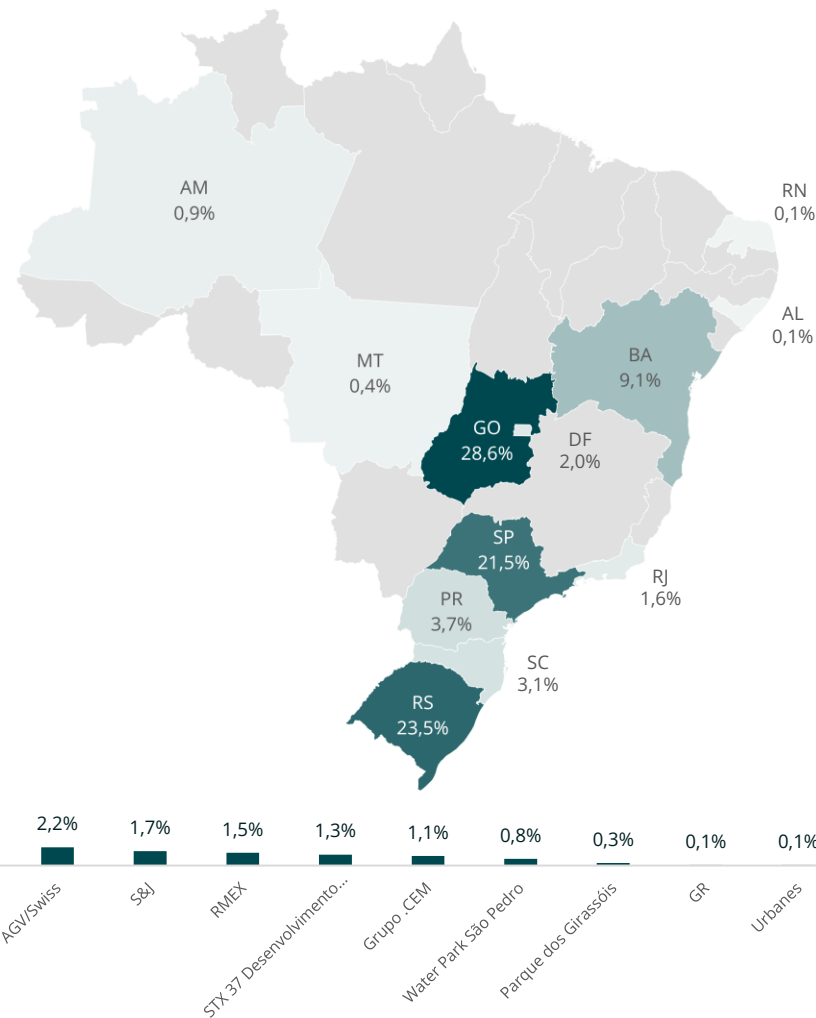 AM
0,9%
RN
0,1%
AL
0,1%
BA
9,1%
MT
0,4%
GO
28,6%
DF
2,0%
SP
21,5%
RJ
1,6%
PR
3,7%
SC
3,1%
RS
23,5%
2,2%
1,7%
1,5%
1,3%
1,1%
0,8%
0,3%
0,1%
0,1%
AGV/Swiss
S&J
RMEX
STX 37 Desenvolvimento...
Grupo .CEM
Water Park São Pedro
Parque dos Girassóis
GR
Urbanes